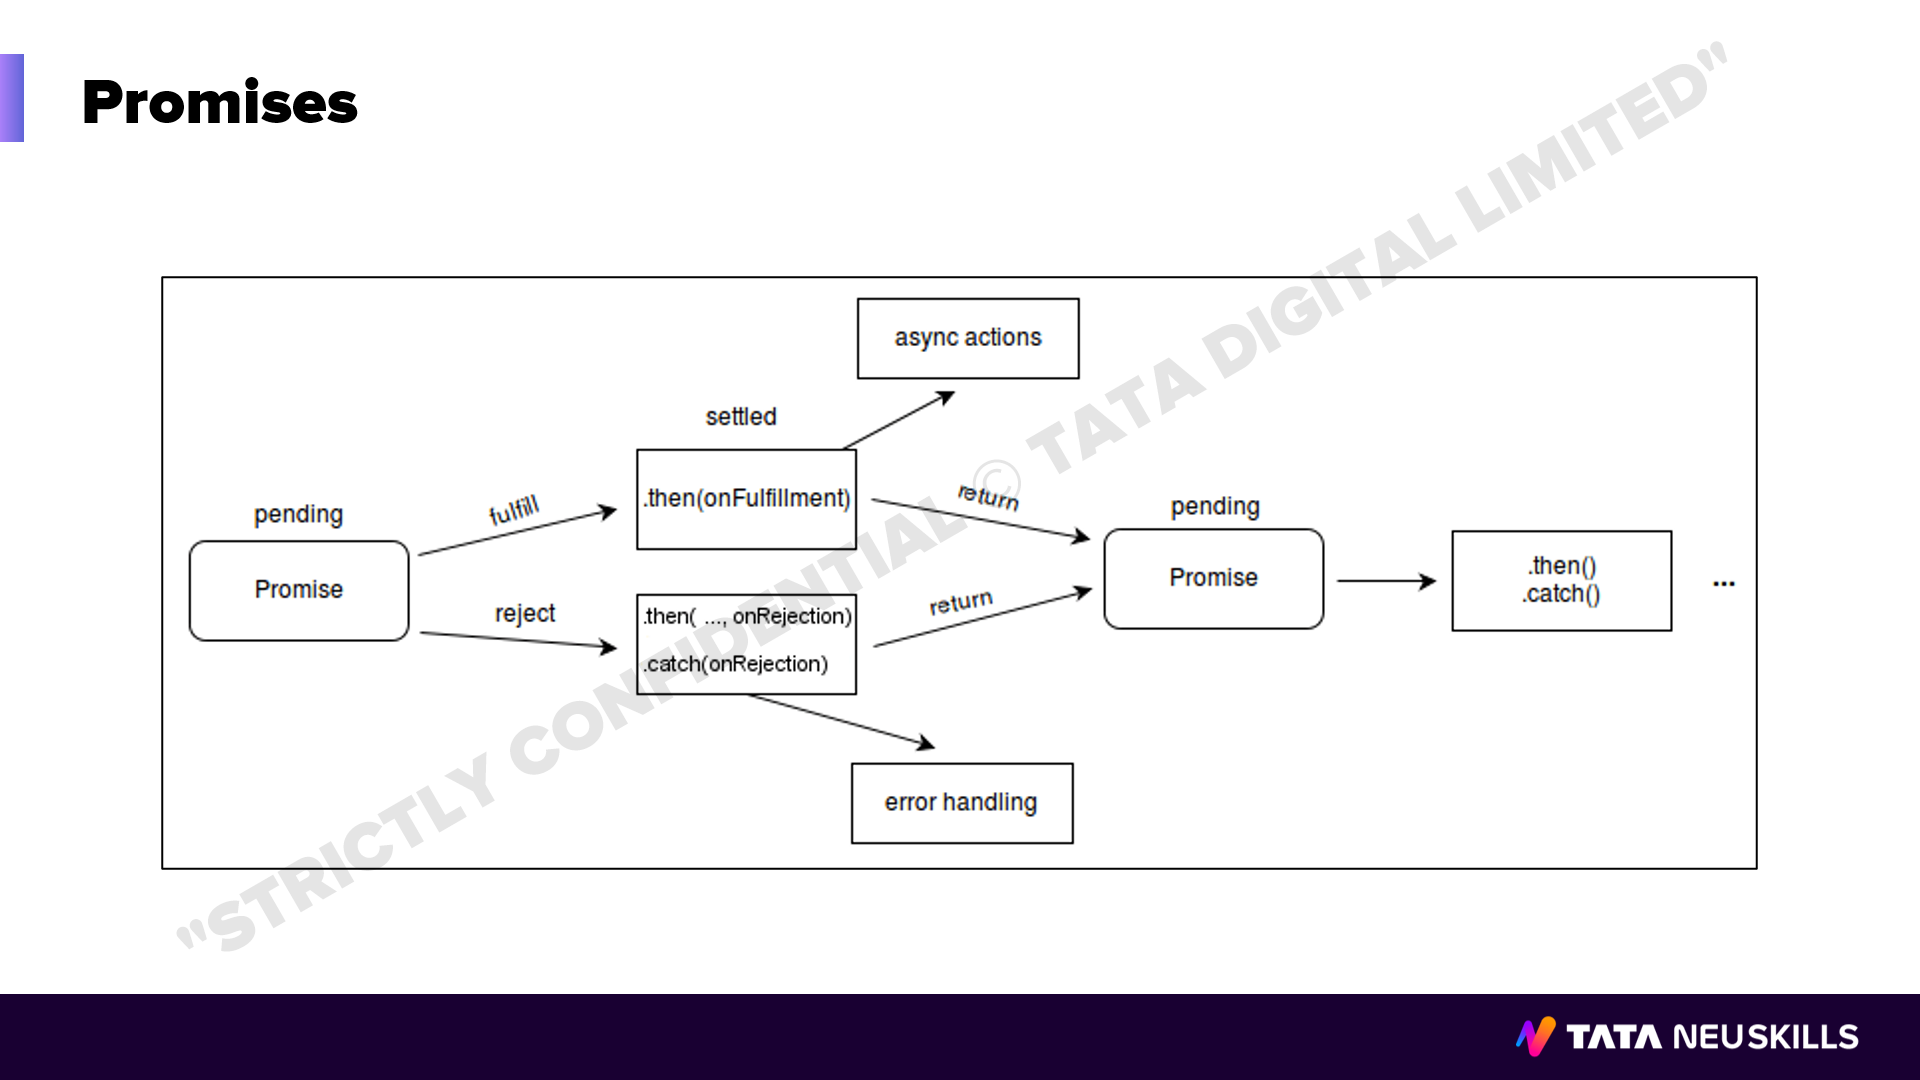 Promises
"STRICTLY CONFIDENTIAL © TATA DIGITAL LIMITED"
async actions
settled
.then(onFulfillment)
fulfill
return
pending
Promise
pending
Promise
reject
.then( ..., onRejection)
.catch(onRejection)
return
.then()
.catch()
...
error handling
TATA NEUSKILLS